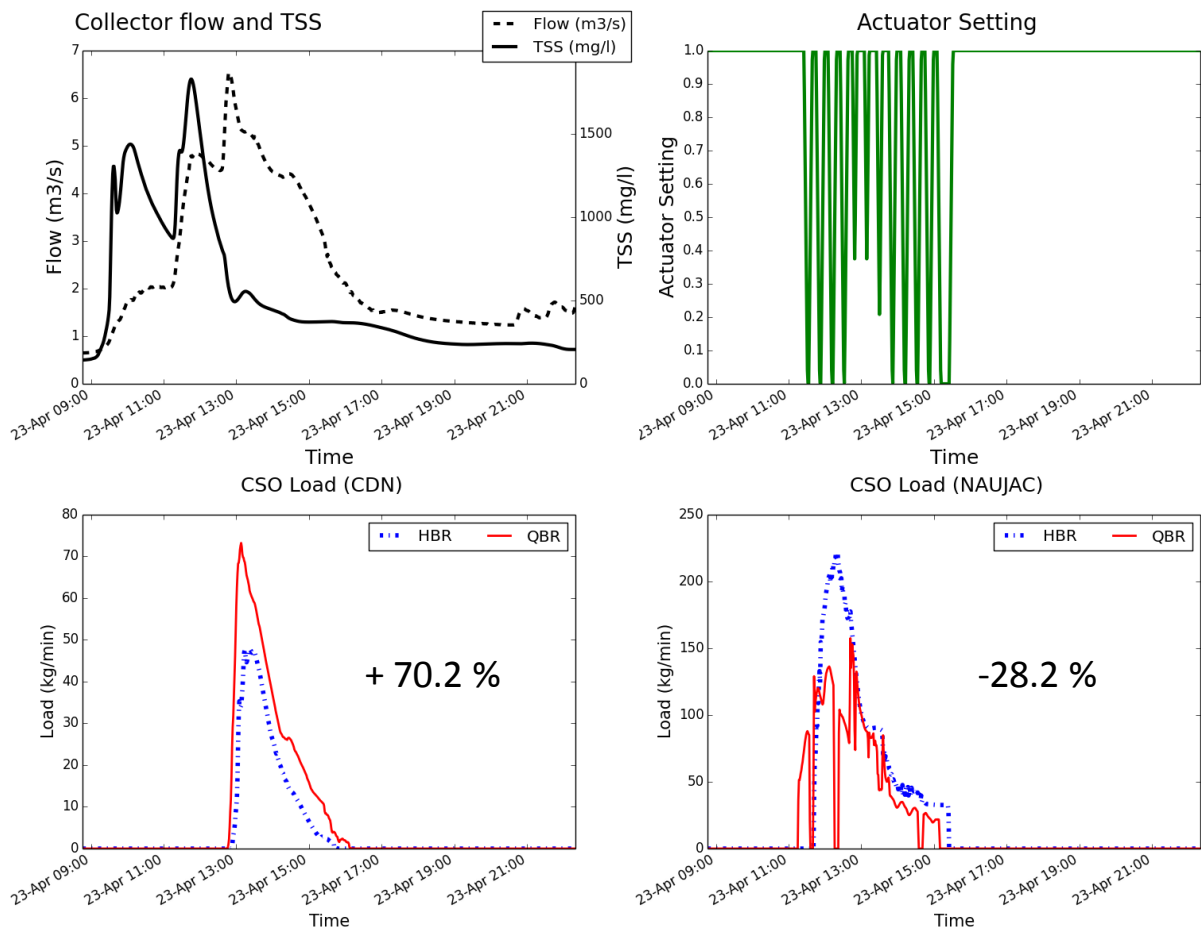 Collector flow and TSS
Flow (m3/s)
TSS (mg/l)
7
6
5
4
3
2
1
0
Flow (m3/s)
1500
1000
500
0
TSS (mg/l)
23-Apr 09:00
23-Apr 11:00
23-Apr 13:00
23-Apr 15:00
23-Apr 17:00
23-Apr 19:00
23-Apr 21:00
Time
Actuator Setting
1.0
0.9
0.8
0.7
0.6
0.5
0.4
0.3
0.2
0.1
0.0
Actuator Setting
23-Apr 09:00
23-Apr 11:00
23-Apr 13:00
23-Apr 15:00
23-Apr 17:00
23-Apr 19:00
23-Apr 21:00
Time
CSO Load (CDN)
HBR
QBR
80
70
60
50
40
30
20
10
0
Load (kg/min)
+ 70.2 %
23-Apr 09:00
23-Apr 11:00
23-Apr 13:00
23-Apr 15:00
23-Apr 17:00
23-Apr 19:00
23-Apr 21:00
Time
CSO Load (NAUJAC)
HBR
QBR
250
200
150
100
50
0
Load (kg/min)
-28.2 %
23-Apr 09:00
23-Apr 11:00
23-Apr 13:00
23-Apr 15:00
23-Apr 17:00
23-Apr 19:00
23-Apr 21:00
Time